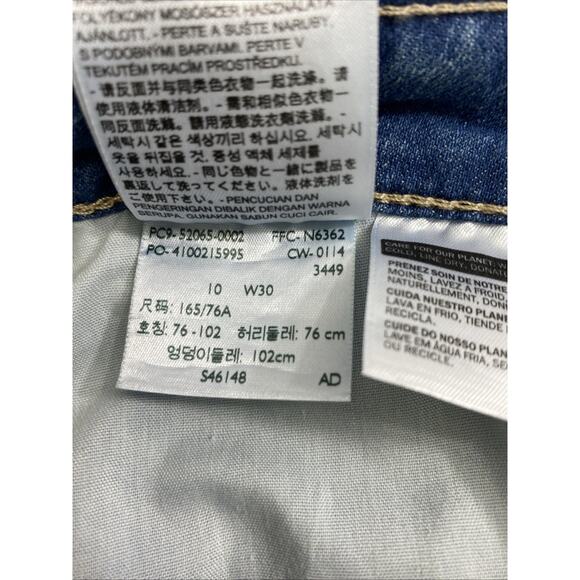 FOLYÉKONY MOSÓSZER HASZNÁLATA
AJÁNLOTT. - PERTE A SUŠTE NARUBY.
S PODOBNÝMI BARVAMI. PERTE V
TEKUTÉM PRACÍM PROSTŘEDKU.
- 请反面并与同类色衣物一起洗涤。请
使用液体清洁剂。- 需和相似色衣物一
同反面洗滌。請用液態洗衣劑洗滌。-
세탁시 같은 색상끼리 하십시오. 세탁시
옷을 뒤집을 것. 중성 액체 세제를
사용하세요. - 同じ色物と一緒に製品を
裏返して洗ってください。液体洗剤を
- PENCUCIAN DAN
PENGERINGAN DIBALIK DENGAN WARNA
SERUPA. GUNAKAN SABUN CUCI CAIR.
PC9-52065-0002 FFC-N6362
PO-4100215995 CW-0114
3449
10 W30
尺码: 165/76A
호칭: 76 -102 허리둘레: 76 cm
엉덩이둘레: 102cm
S46148 AD
CARE FOR OUR PLANET:
COLD, LINE DRY, DONAT
PRENEZ SOIN DE NOTRE
MOINS, LAVEZ A FROID,
NATURELLEMENT, DONNE
CUIDA NUESTRO PLANE
LAVA EN FRIO, TIENDE
RECICLA.
CUIDE DO NOSSO PLAN
LAVE EM ÁGUA FRIA, SE
OU RECICLE.